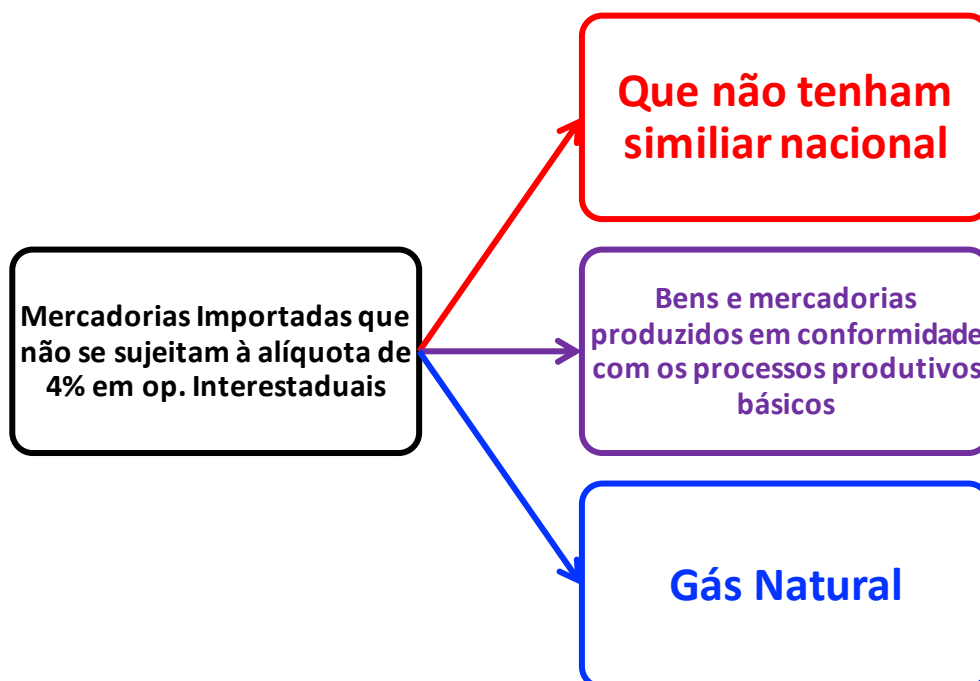 Que não tenham
similiar nacional
Mercadorias Importadas que
não se sujeitam à alíquota de
4% em op. Interestaduais
Bens e mercadorias
produzidos em conformidade
com os processos produtivos
básicos
Gás Natural